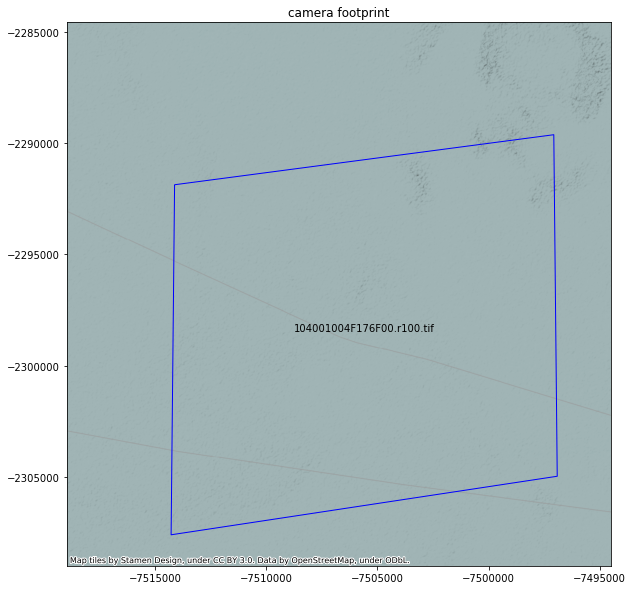 camera footprint
−2285000
−2290000
−2295000
104001004F176F00.r100.tif
−2300000
−2305000
Map tiles by Stamen Design, under CC BY 3.0. Data by OpenStreetMap, under ODbL.
−7515000 −7510000 −7505000 −7500000 −7495000